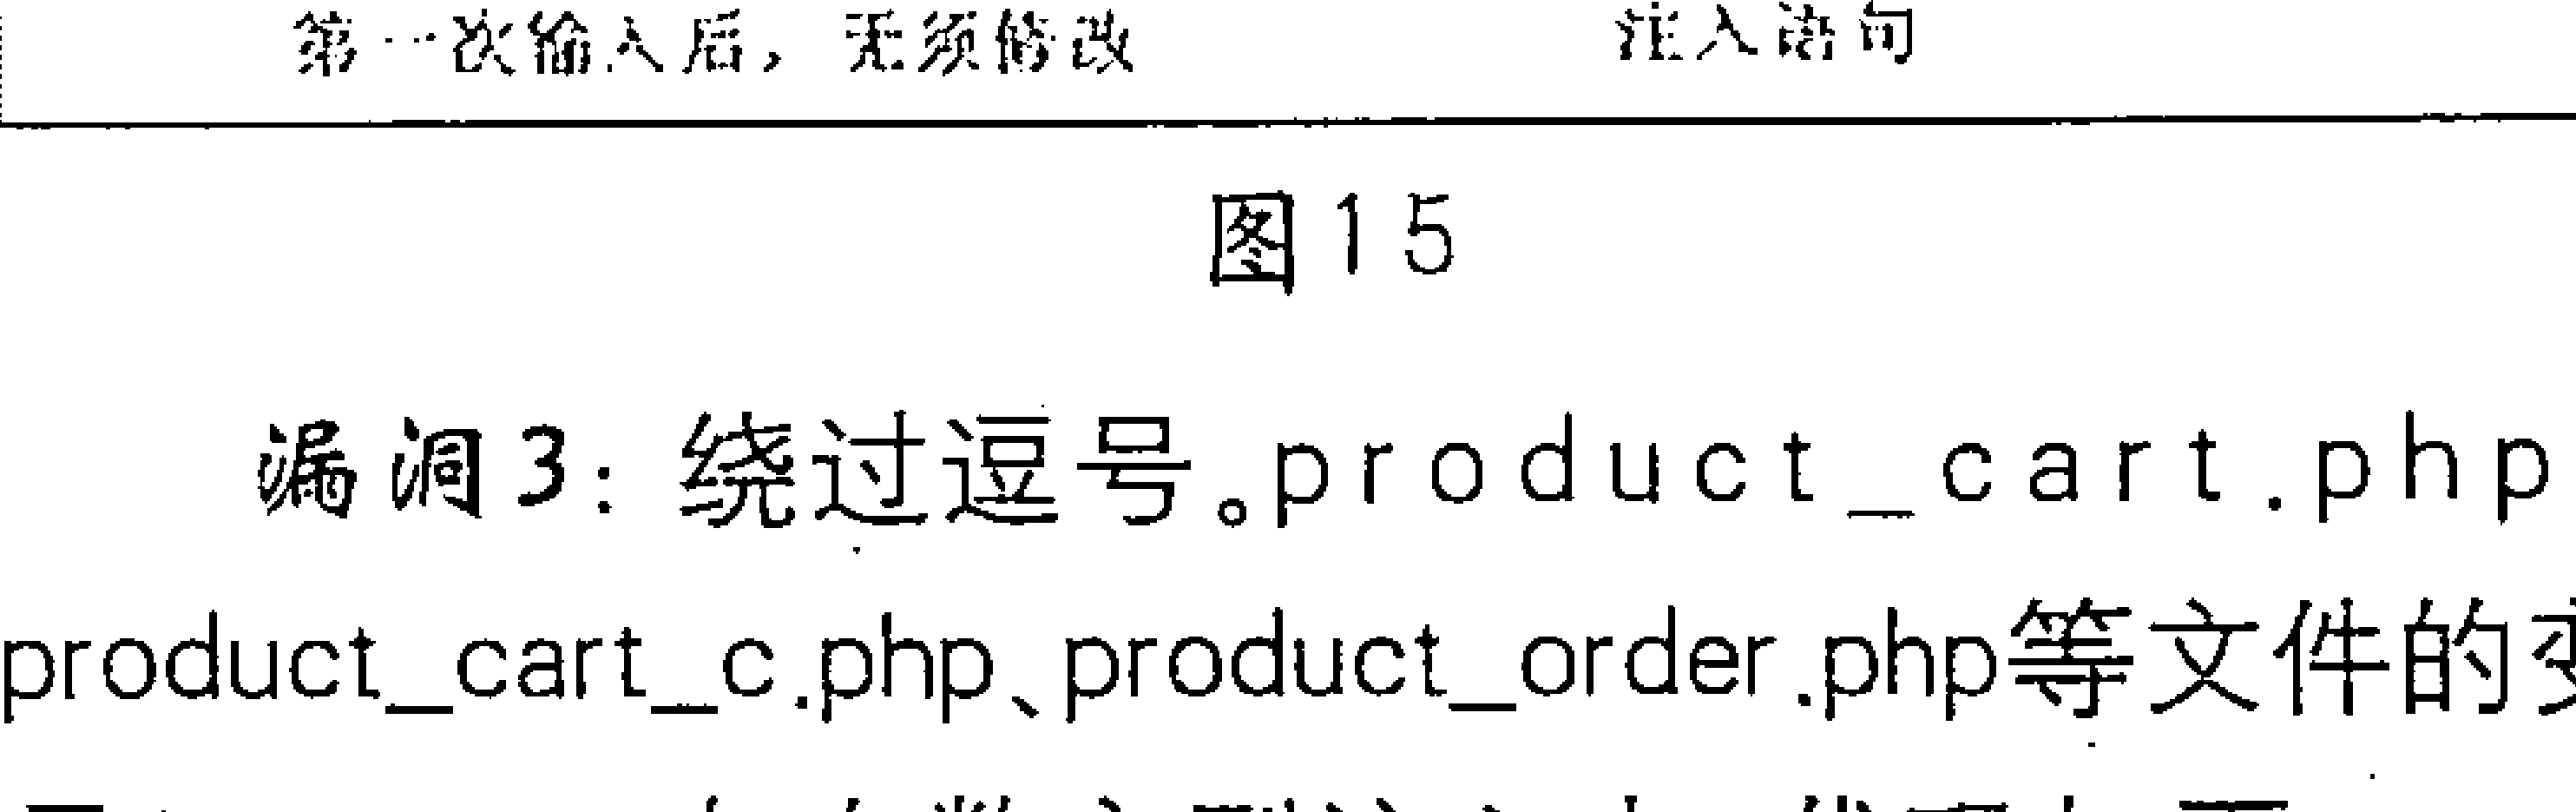 第一次输入后，无须修改 注入语句
图15
漏洞3：绕过逗号。product_cart.php
product_cart_c.php、product_order.php等文件的